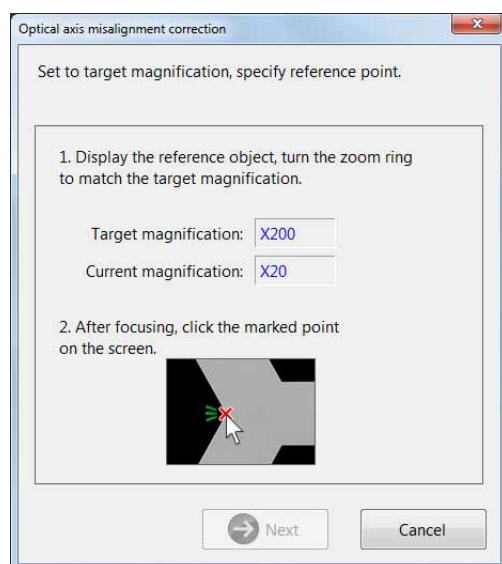 Optical axis misalignment correction
Set to target magnification, specify reference point.
1. Display the reference object, turn the zoom ring
to match the target magnification.
Target magnification: X200
Current magnification: X20
2. After focusing, click the marked point
on the screen.
Next Cancel